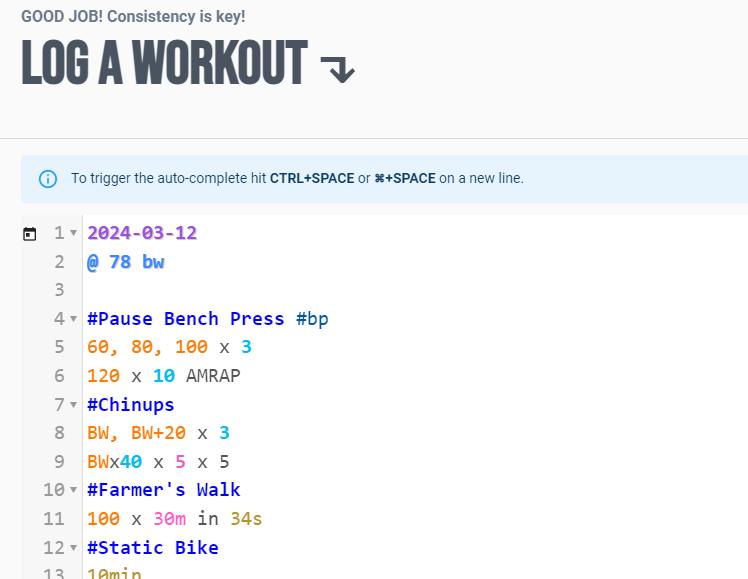 GOOD JOB! Consistency is key!
LOG A WORKOUT
To trigger the auto-complete hit CTRL+SPACE or ⌘+SPACE on a new line.
1 2024-03-12
2 @ 78 bw
3
4 #Pause Bench Press #bp
5 60, 80, 100 x 3
6 120 x 10 AMRAP
7 #Chinups
8 BW, BW+20 x 3
9 BWx40 x 5 x 5
10 #Farmer's Walk
11 100 x 30m in 34s
12 #Static Bike
13 10min